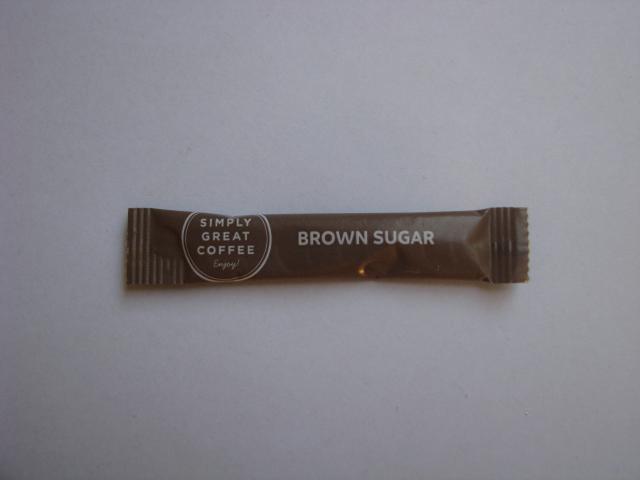 SIMPLY
GREAT
COFFEE
Enjoy!
BROWN SUGAR